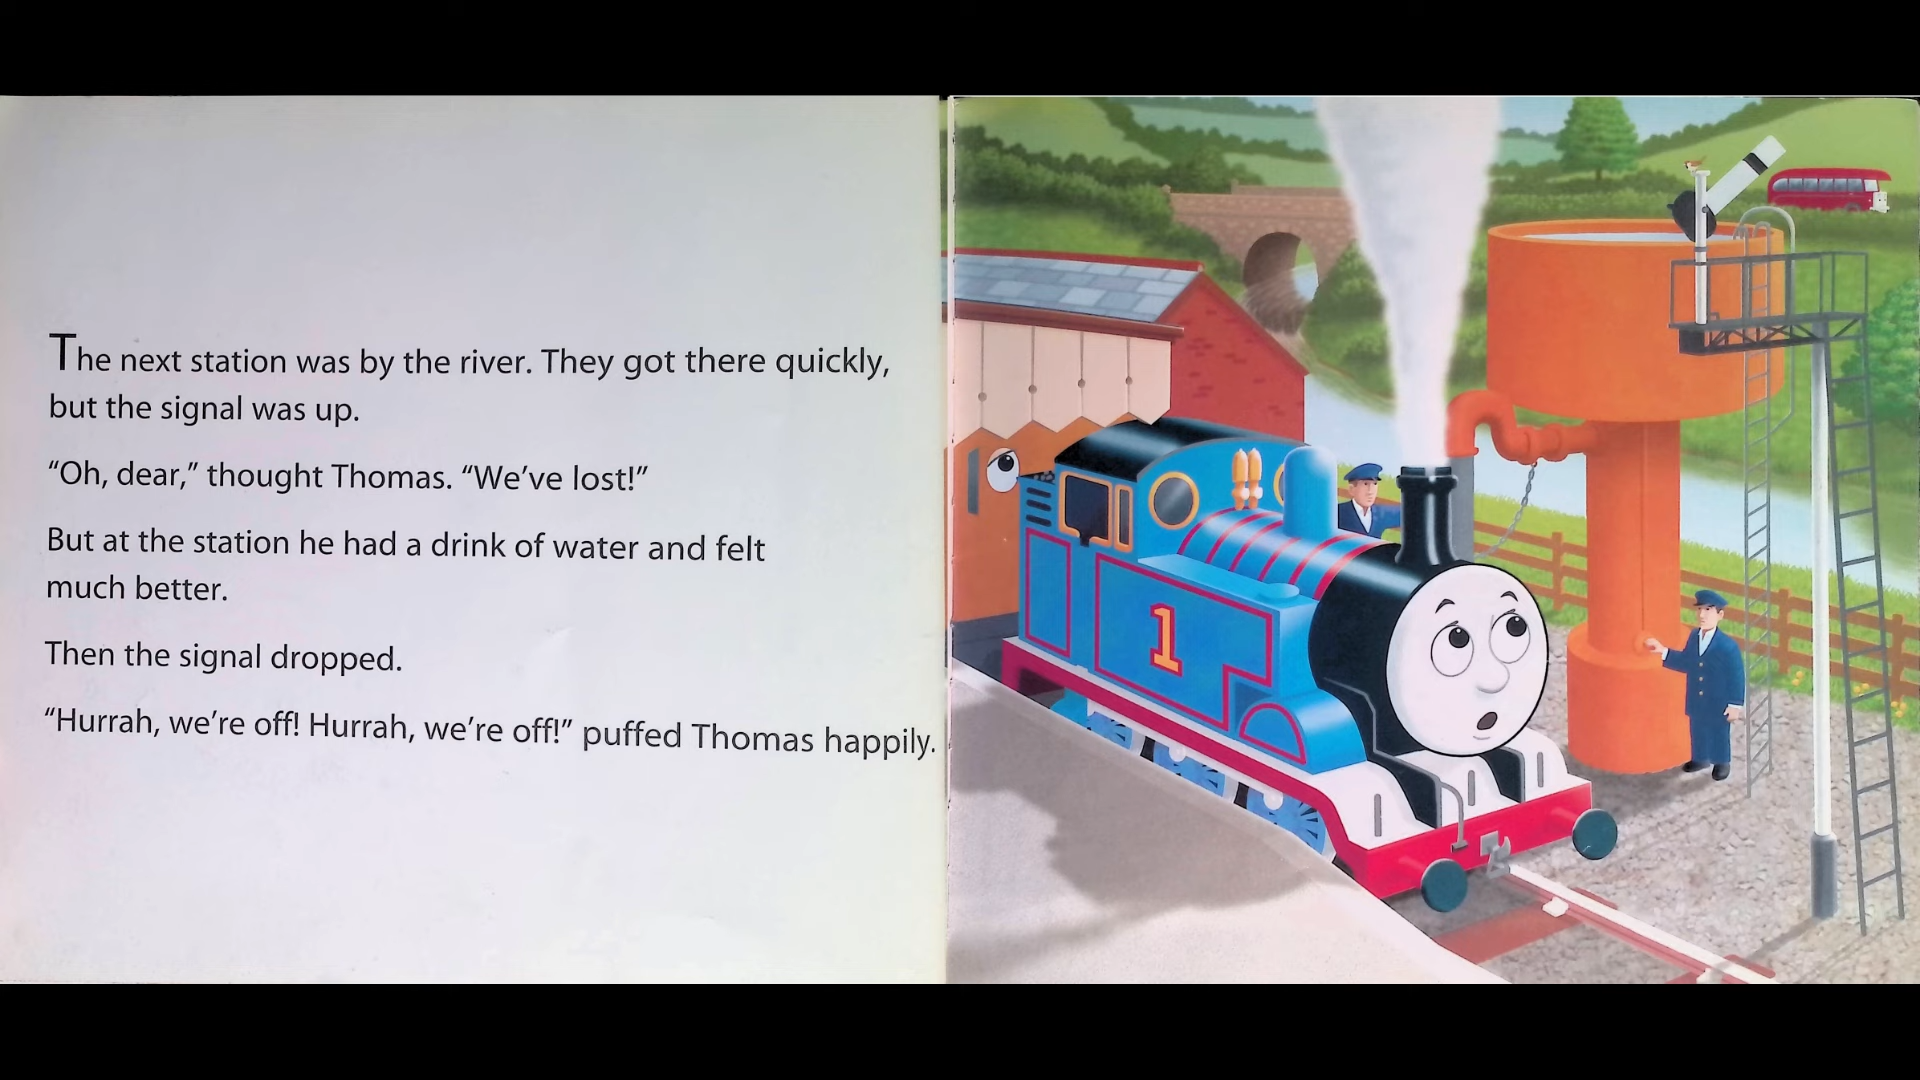 The next station was by the river. They got there quickly,
but the signal was up.
“Oh, dear,” thought Thomas. “We’ve lost!”
But at the station he had a drink of water and felt
much better.
Then the signal dropped.
“Hurrah, we’re off! Hurrah, we’re off!” puffed Thomas happily.
1